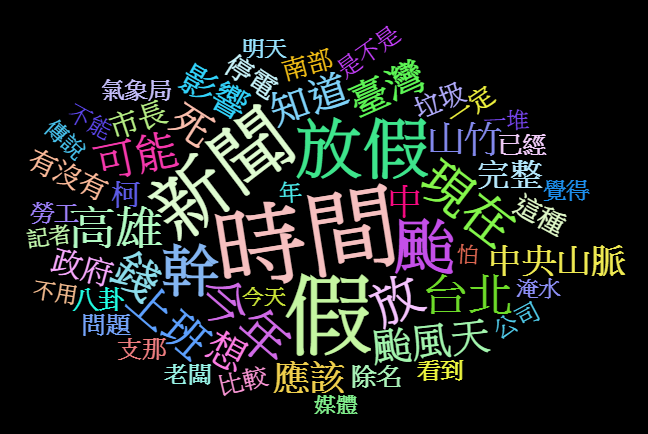 明天
停電
南部
是不是
氣象局
影響
知道
臺灣
垃圾
一定
不能
市長
死
新聞
放假
山竹
一堆
已經
傳說
可能
有沒有
柯
年
中
現在
完整
這種
覺得
勞工
高雄
時間
颱
怕
中央山脈
記者
政府
錢
幹
假
放
台北
淹水
不用
八卦
上班
今年
今天
颱風天
公司
問題
支那
想
老闆
比較
應該
除名
看到
媒體